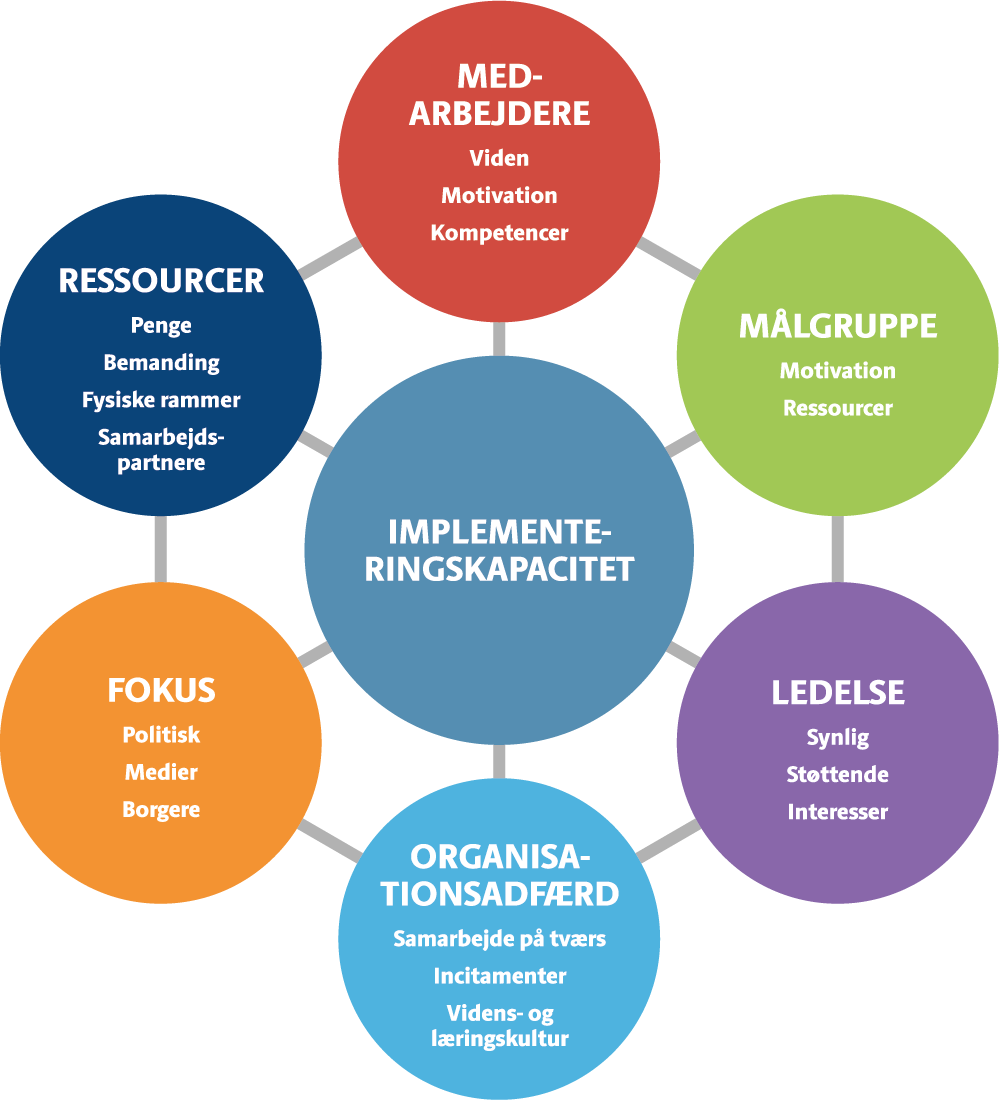 MED-
ARBEJDERE
Viden
Motivation
Kompetencer
RESSOURCER
Penge
Bemanding
Fysiske rammer
Samarbejds-
partnere
MÅLGRUPPE
Motivation
Ressourcer
IMPLEMENTE-
RINGSKAPACITET
FOKUS
Politisk
Medier
Borgere
LEDELSE
Synlig
Støttende
Interesser
ORGANISA-
TIONSADFÆRD
Samarbejde på tværs
Incitamenter
Videns- og
læringskultur